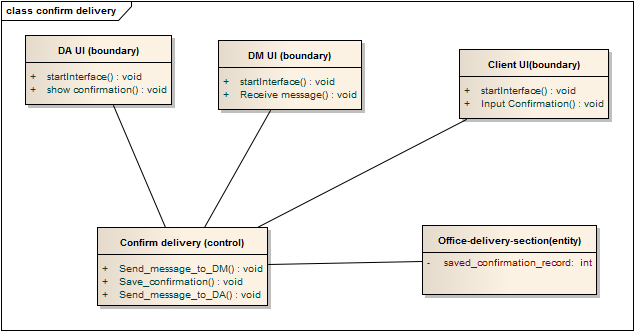 class confirm delivery
DA UI (boundary)
+ startInterface() : void
+ show confirmation() : void
DM UI (boundary)
+ startInterface() : void
+ Receive message() : void
Client UI(boundary)
+ startInterface() : void
+ Input Confirmation() : void
Confirm delivery (control)
+ Send_message_to_DM() : void
+ Save_confirmation() : void
+ Send_message_to_DA() : void
Office-delivery-section(entity)
- saved_confirmation_record: int